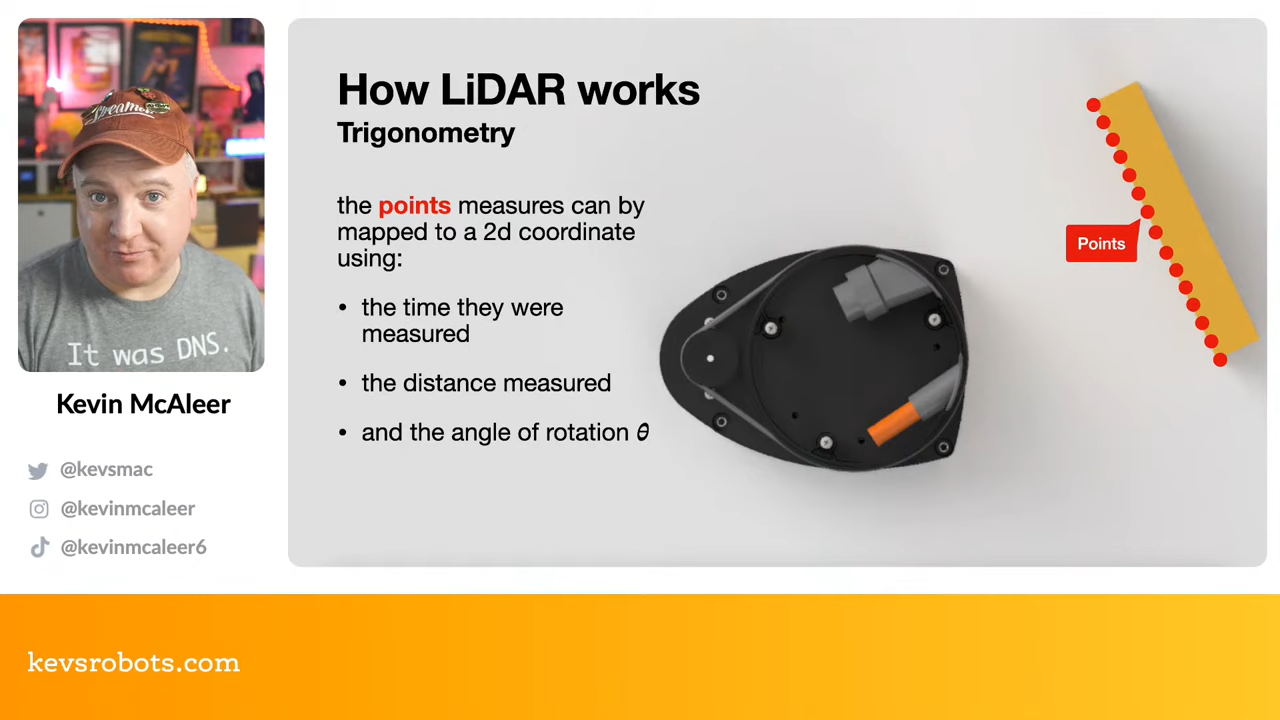 Streamer
It was DNS.
Kevin McAleer
@kevsmac
@kevinmcaleer
@kevinmcaleer6
How LiDAR works
Trigonometry
the points measures can by
mapped to a 2d coordinate
using:
• the time they were
measured
• the distance measured
• and the angle of rotation θ
Points
kevsrobots.com